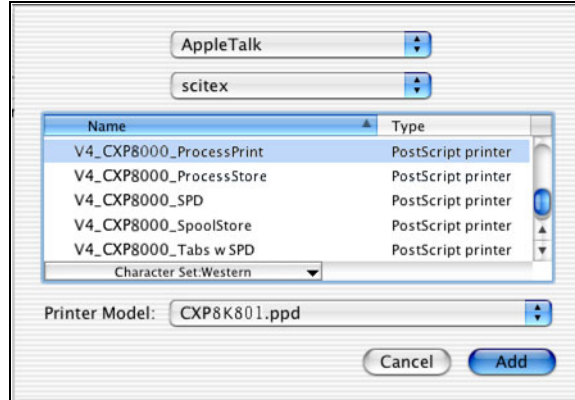 AppleTalk
scitex
Name Type
V4_CXP8000_ProcessPrint PostScript printer
V4_CXP8000_ProcessStore PostScript printer
V4_CXP8000_SPD PostScript printer
V4_CXP8000_SpoolStore PostScript printer
V4_CXP8000_Tabs w SPD PostScript printer
Character Set:Western
Printer Model: CXP8K801.ppd
Cancel Add